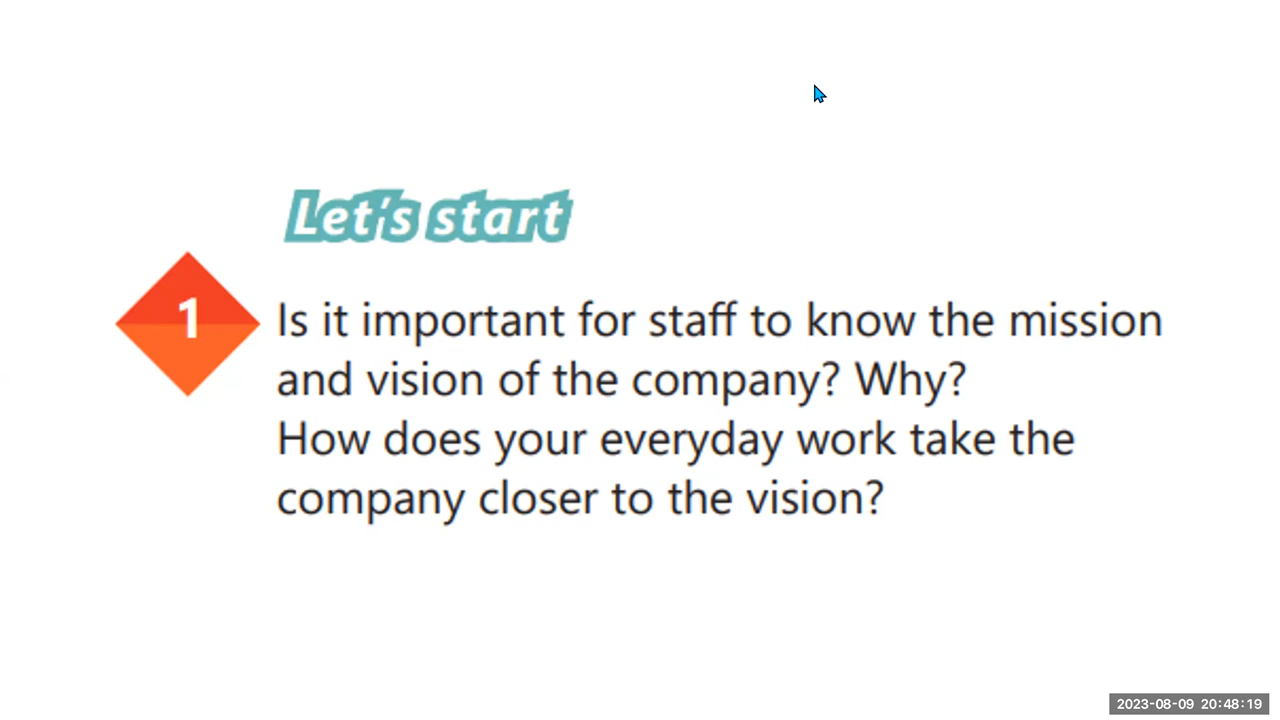 Let's start
1
Is it important for staff to know the mission
and vision of the company? Why?
How does your everyday work take the
company closer to the vision?
2023-08-09 20:48:19